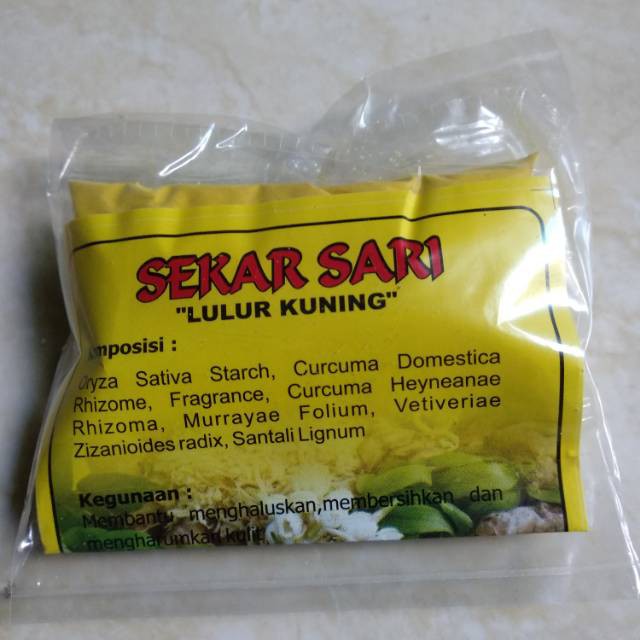 SEKAR SARI
"LULUR KUNING"
Komposisi :
Oryza Sativa Starch, Curcuma Domestica
Rhizome, Fragrance, Curcuma Heyneanae
Rhizoma, Murrayae Folium, Vetiveriae
Zizanioides radix, Santali Lignum
Kegunaan :
Membantu menghaluskan,membersihkan dan
mengharumkan kulit